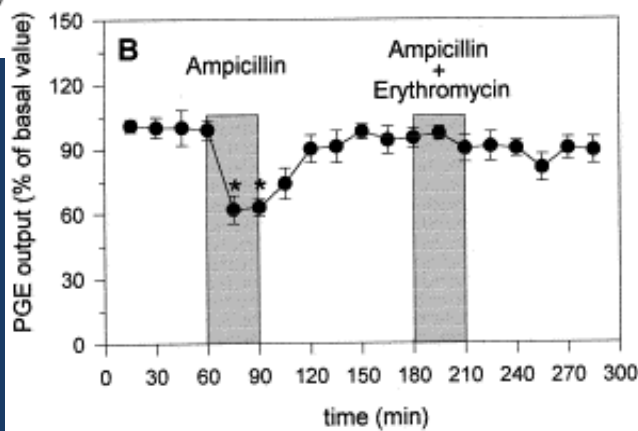 B
Ampicillin
Ampicillin
+
Erythromycin
PGE output (% of basal value)
150
120
90
60
30
0
* *
0 30 60 90 120 150 180 210 240 270 300
time (min)